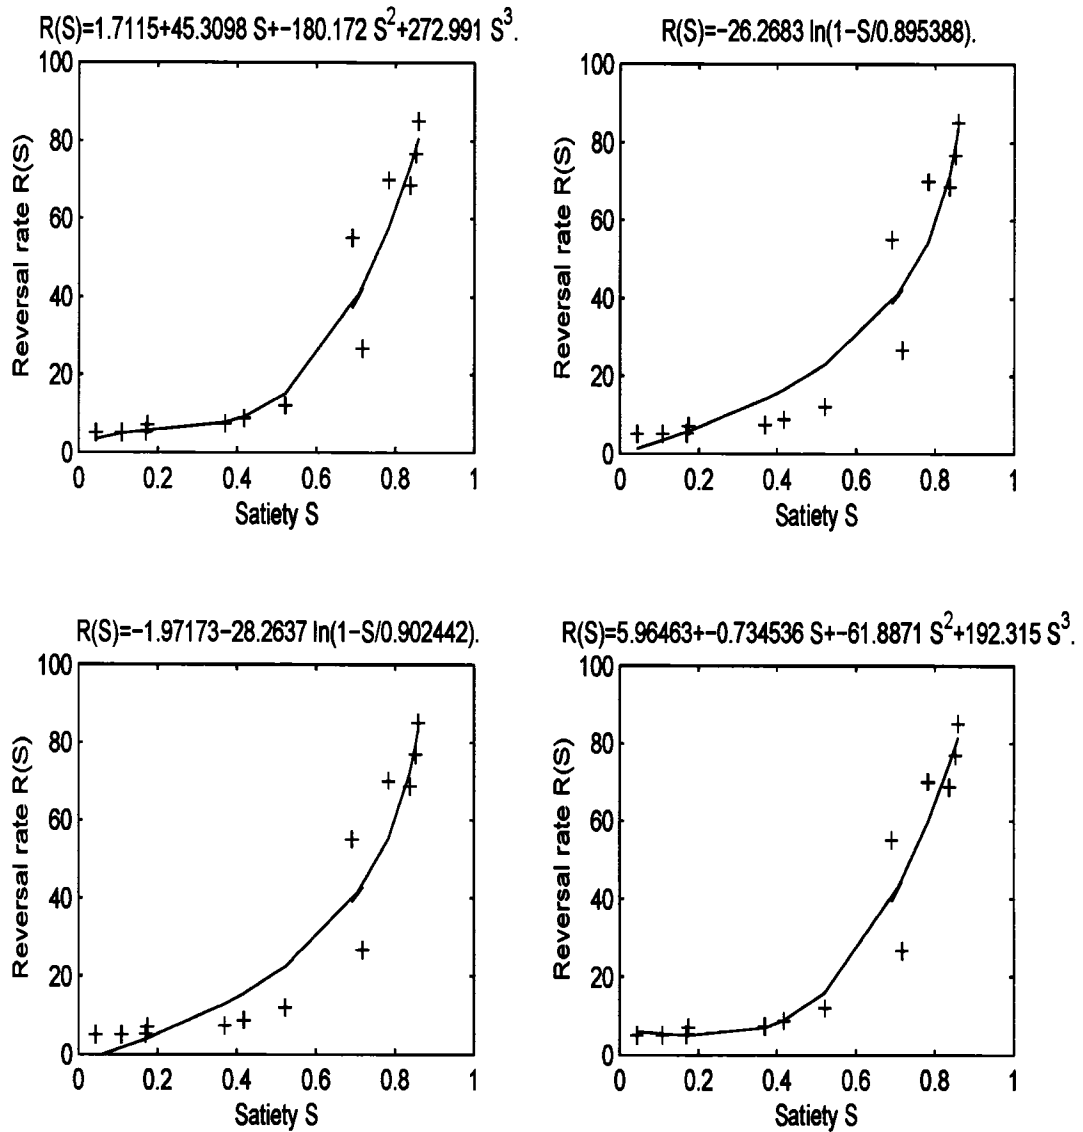 R(S)=1.7115+45.3098 S+−180.172 S²+272.991 S³.
100
80
60
40
20
0
Reversal rate R(S)
0 0.2 0.4 0.6 0.8 1
Satiety S
R(S)=−26.2683 ln(1−S/0.895388).
100
80
60
40
20
0
Reversal rate R(S)
0 0.2 0.4 0.6 0.8 1
Satiety S
R(S)=−1.97173−28.2637 ln(1−S/0.902442).
100
80
60
40
20
0
Reversal rate R(S)
0 0.2 0.4 0.6 0.8 1
Satiety S
R(S)=5.96463+−0.734536 S+−61.8871 S²+192.315 S³.
100
80
60
40
20
0
Reversal rate R(S)
0 0.2 0.4 0.6 0.8 1
Satiety S